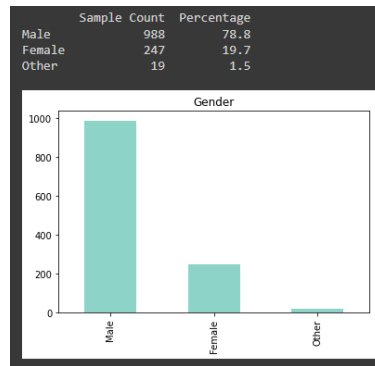 Sample Count Percentage
Male 988 78.8
Female 247 19.7
Other 19 1.5
Gender
1000
800
600
400
200
0
Male
Female
Other